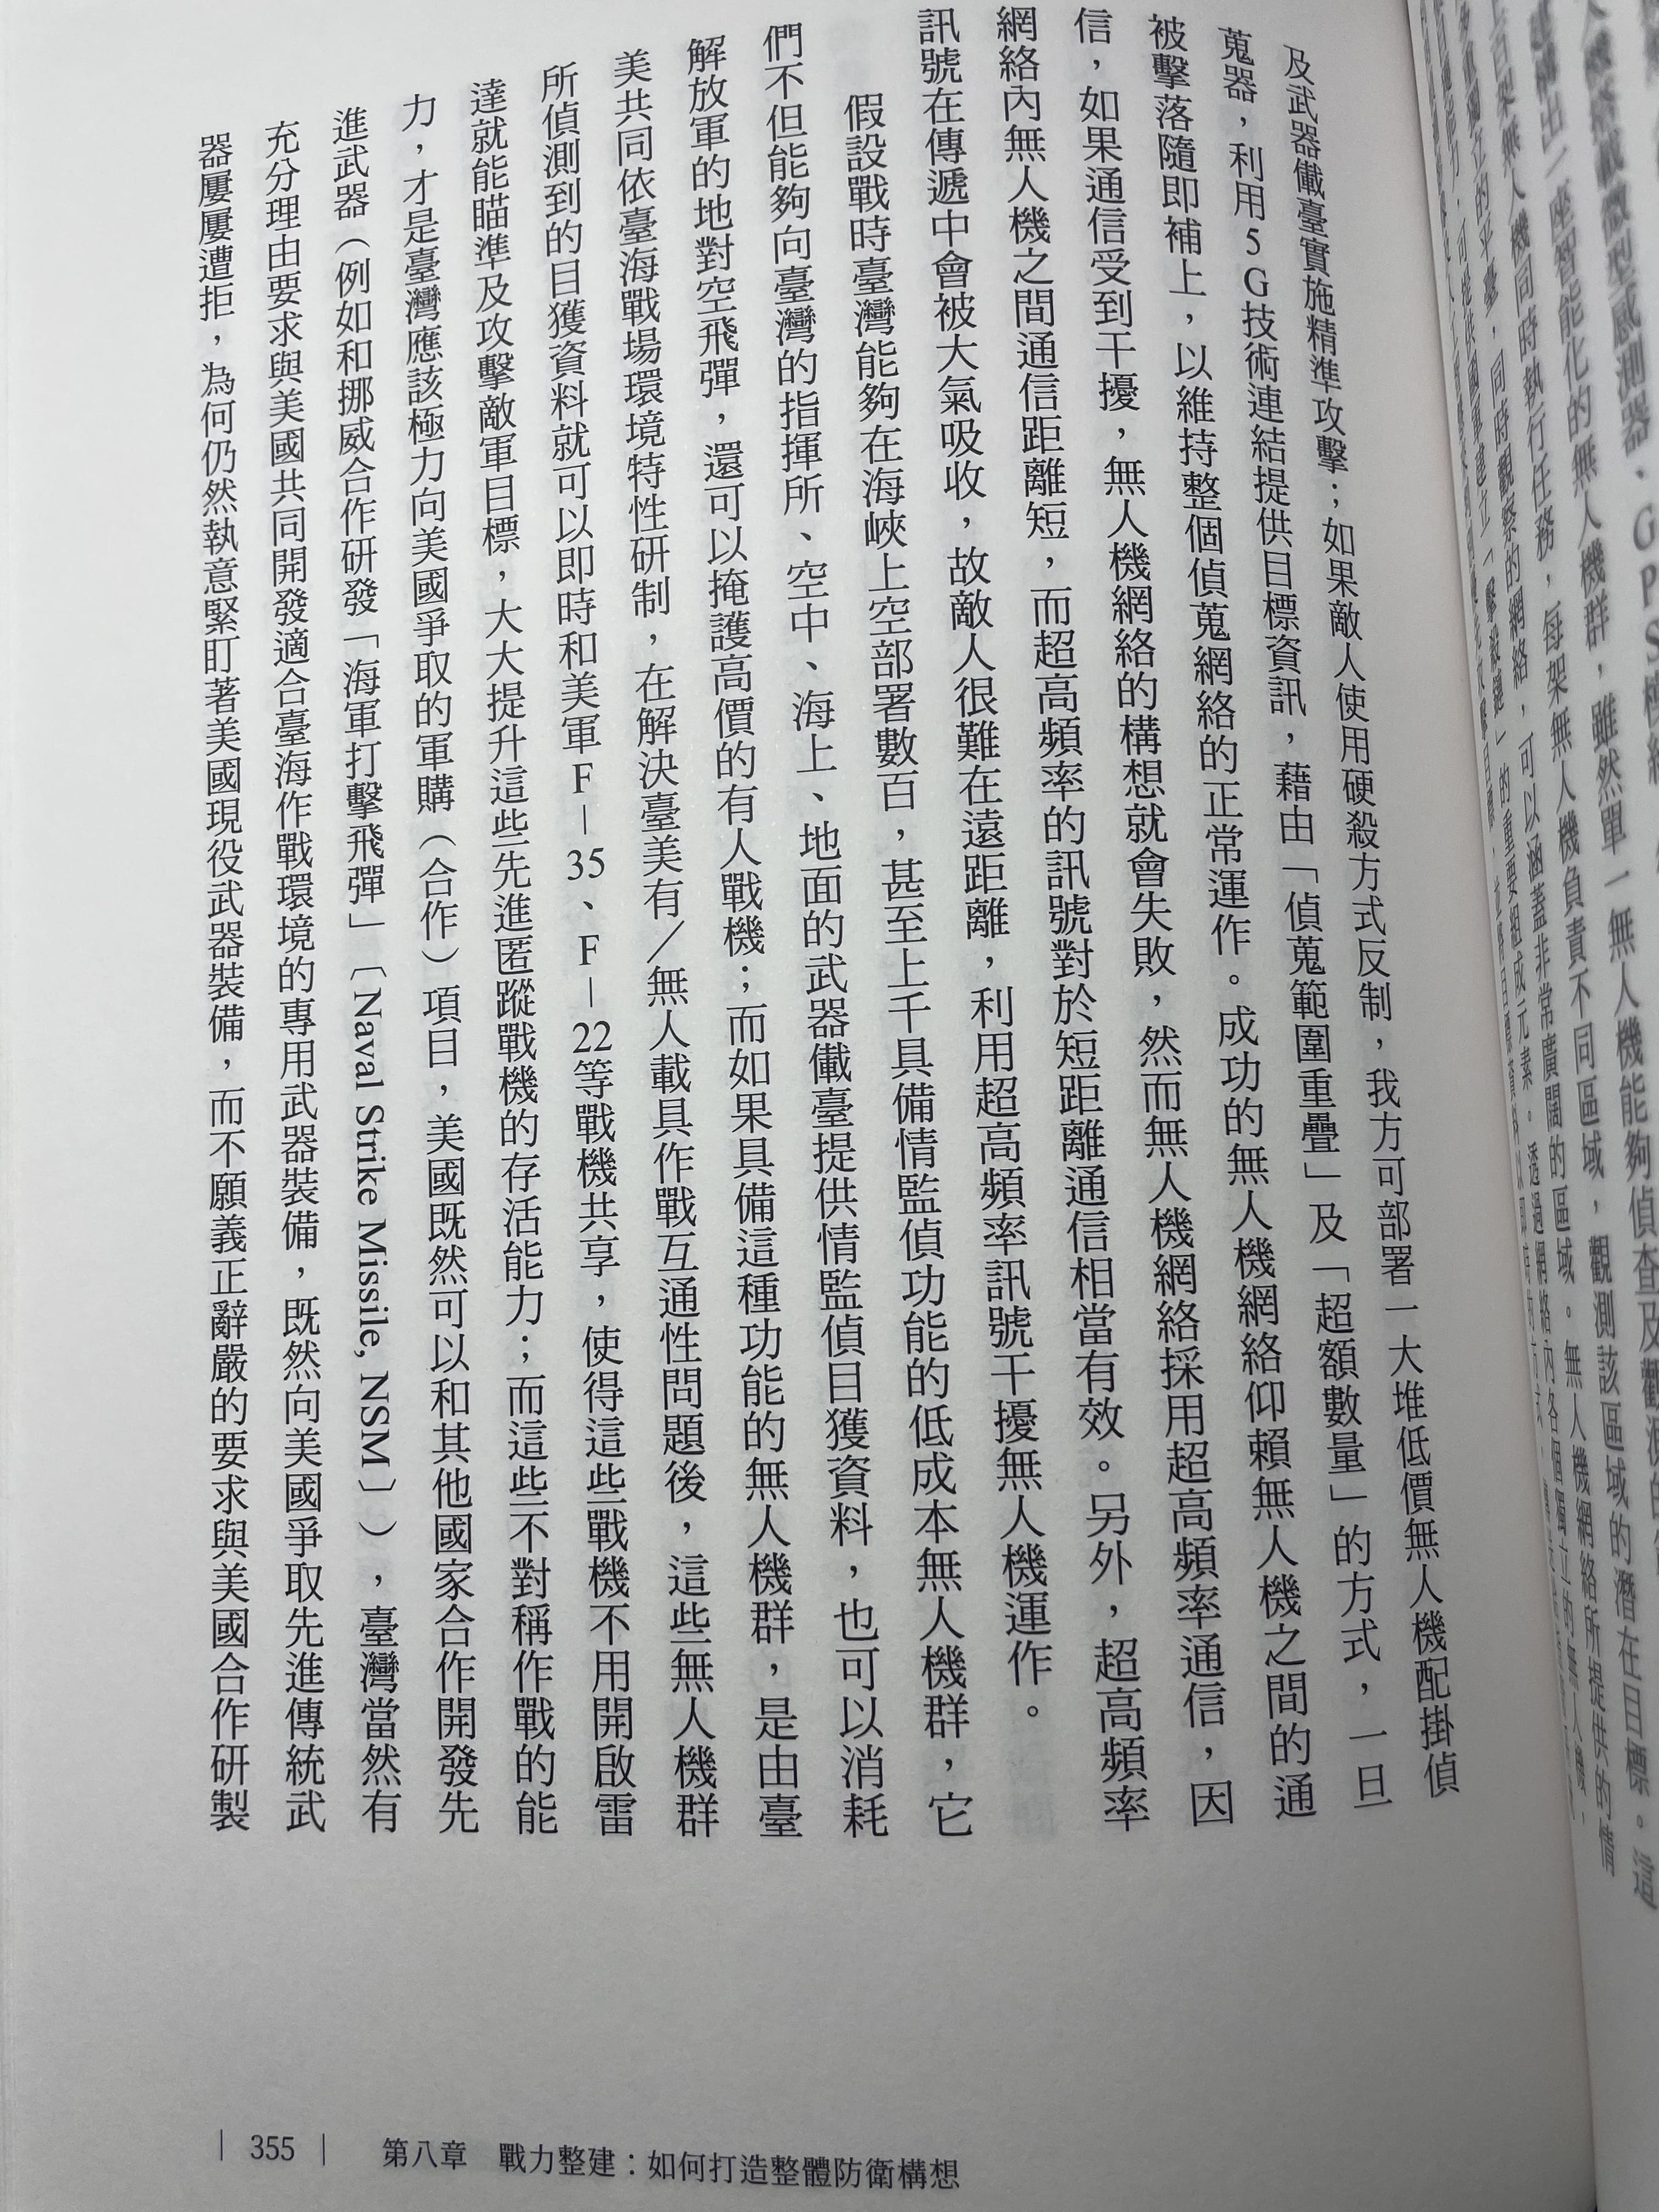 及武器儎臺實施精準攻擊；如果敵人使用硬殺方式反制，我方可部署一大堆低價無人機配掛偵
蒐器，利用5G技術連結提供目標資訊，藉由「偵蒐範圍重疊」及「超額數量」的方式，一旦
被擊落隨即補上，以維持整個偵蒐網絡的正常運作。成功的無人機網絡仰賴無人機之間的通
信，如果通信受到干擾，無人機網絡的構想就會失敗，然而無人機網絡採用超高頻率通信，因
網絡內無人機之間通信距離短，而超高頻率的訊號對於短距離通信相當有效。另外，超高頻率
訊號在傳遞中會被大氣吸收，故敵人很難在遠距離，利用超高頻率訊號干擾無人機運作。
假設戰時臺灣能夠在海峽上空部署數百，甚至上千具備情監偵功能的低成本無人機群，它
們不但能夠向臺灣的指揮所、空中、海上、地面的武器儎臺提供情監偵目獲資料，也可以消耗
解放軍的地對空飛彈，還可以掩護高價的有人戰機；而如果具備這種功能的無人機群，是由臺
美共同依臺海戰場環境特性研制，在解決臺美有／無人載具作戰互通性問題後，這些無人機群
所偵測到的目獲資料就可以即時和美軍F－35、F－22等戰機共享，使得這些戰機不用開啟雷
達就能瞄準及攻擊敵軍目標，大大提升這些先進匿蹤戰機的存活能力；而這些不對稱作戰的能
力，才是臺灣應該極力向美國爭取的軍購（合作）項目，美國既然可以和其他國家合作開發先
進武器（例如和挪威合作研發「海軍打擊飛彈」〔Naval Strike Missile, NSM〕），臺灣當然有
充分理由要求與美國共同開發適合臺海作戰環境的專用武器裝備，既然向美國爭取先進傳統武
器屢屢遭拒，為何仍然執意緊盯著美國現役武器裝備，而不願義正辭嚴的要求與美國合作研製
｜355｜ 第八章 戰力整建：如何打造整體防衛構想